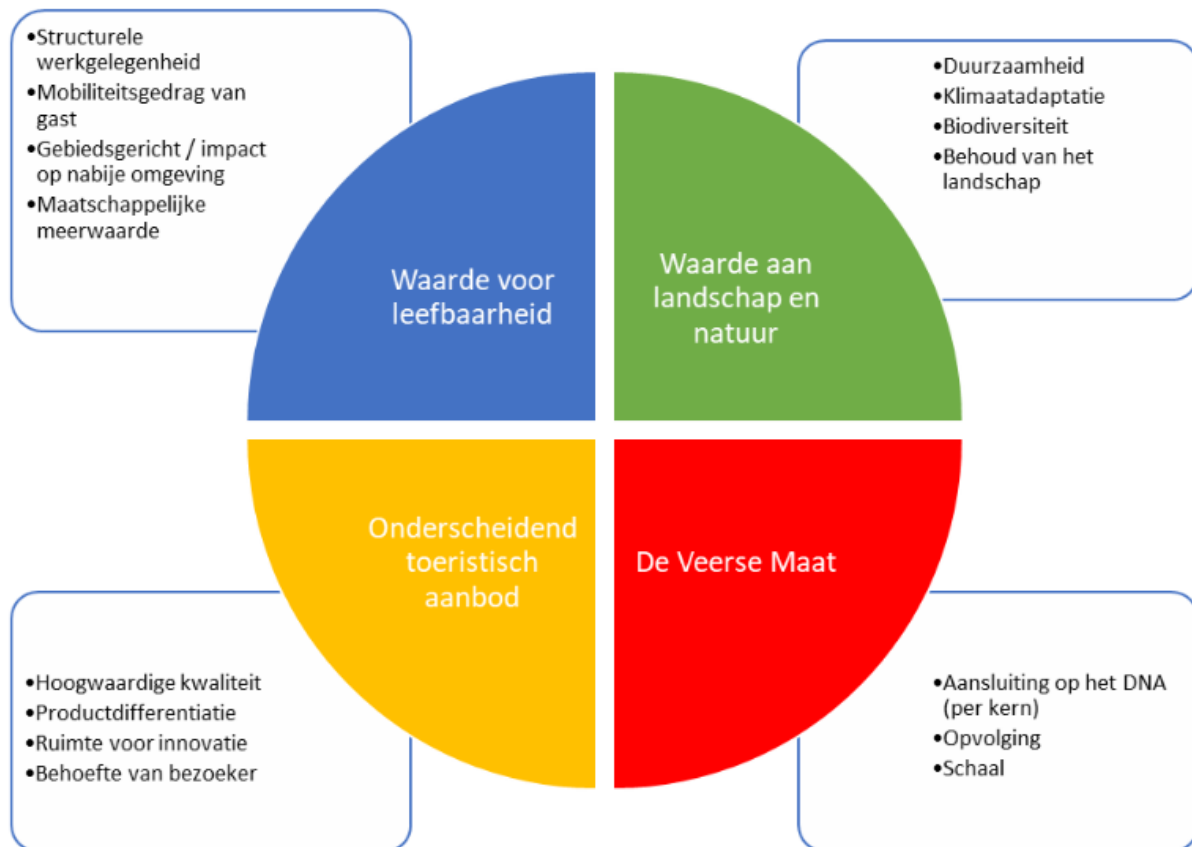 •Structurele
werkgelegenheid
•Mobiliteitsgedrag van
gast
•Gebiedsgericht / impact
op nabije omgeving
•Maatschappelijke
meerwaarde
•Duurzaamheid
•Klimaatadaptatie
•Biodiversiteit
•Behoud van het
landschap
Waarde voor
leefbaarheid
Waarde aan
landschap en
natuur
Onderscheidend
toeristisch
aanbod
De Veerse Maat
•Hoogwaardige kwaliteit
•Productdifferentiatie
•Ruimte voor innovatie
•Behoefte van bezoeker
•Aansluiting op het DNA
(per kern)
•Opvolging
•Schaal